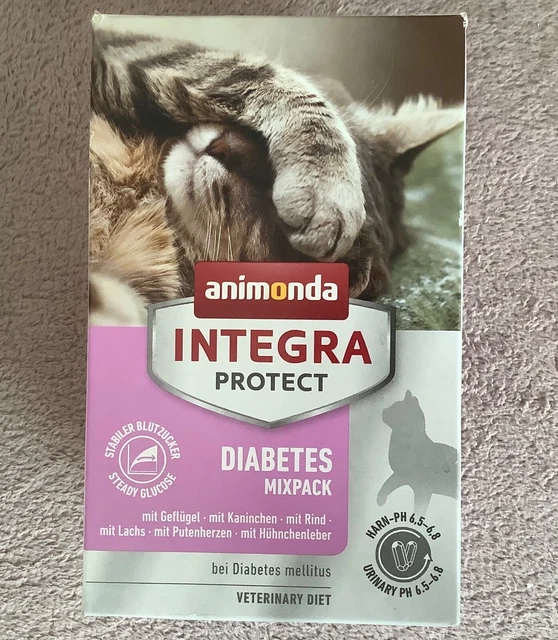 animonda
INTEGRA
PROTECT
STABILER BLUTZUCKER
STEADY GLUCOSE
DIABETES
MIXPACK
mit Geflügel · mit Kaninchen · mit Rind ·
mit Lachs · mit Putenherzen · mit Hühnchenleber
HARN-PH 6,5–6,8
URINARY PH 6.5–6.8
bei Diabetes mellitus
VETERINARY DIET